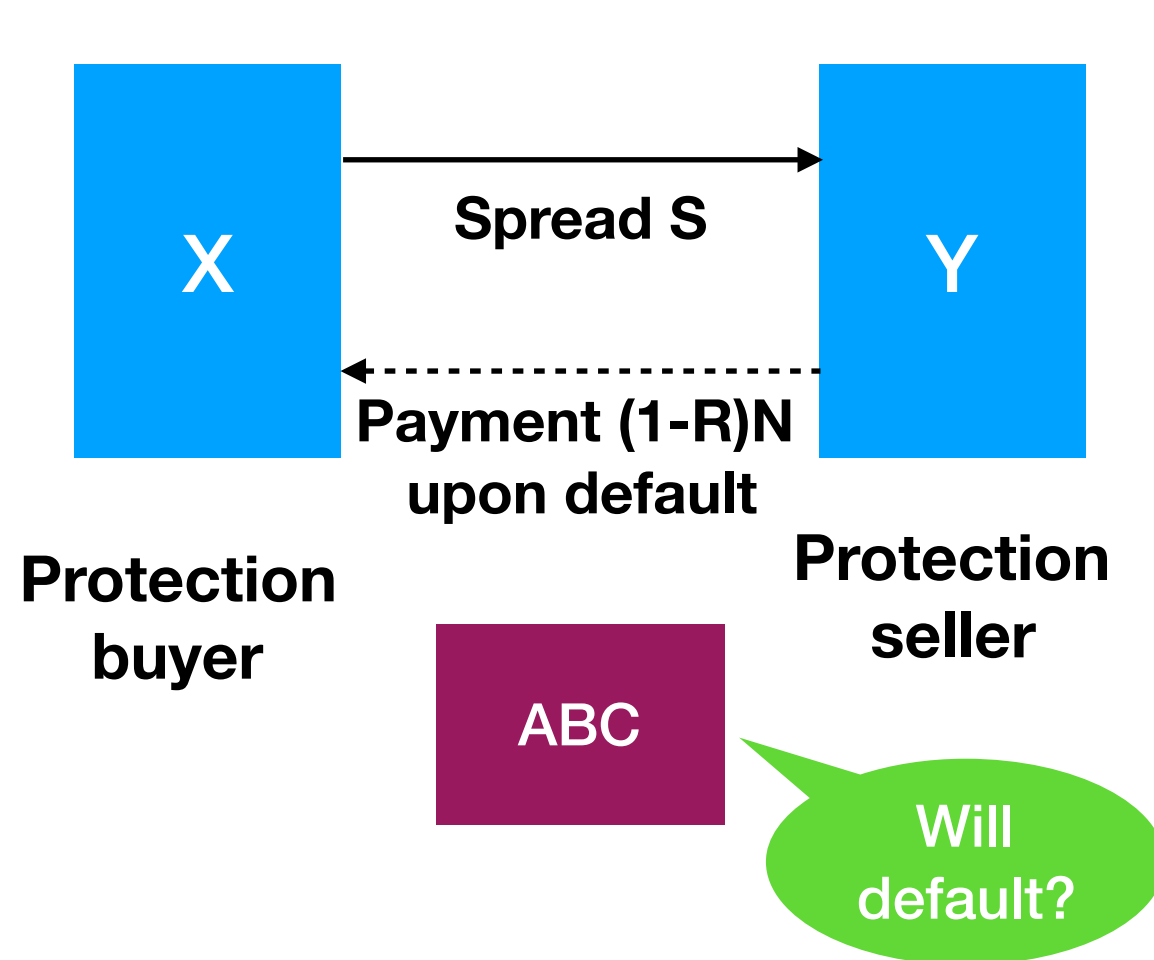 X
Spread S
Y
Payment (1-R)N
upon default
Protection
buyer
Protection
seller
ABC
Will
default?